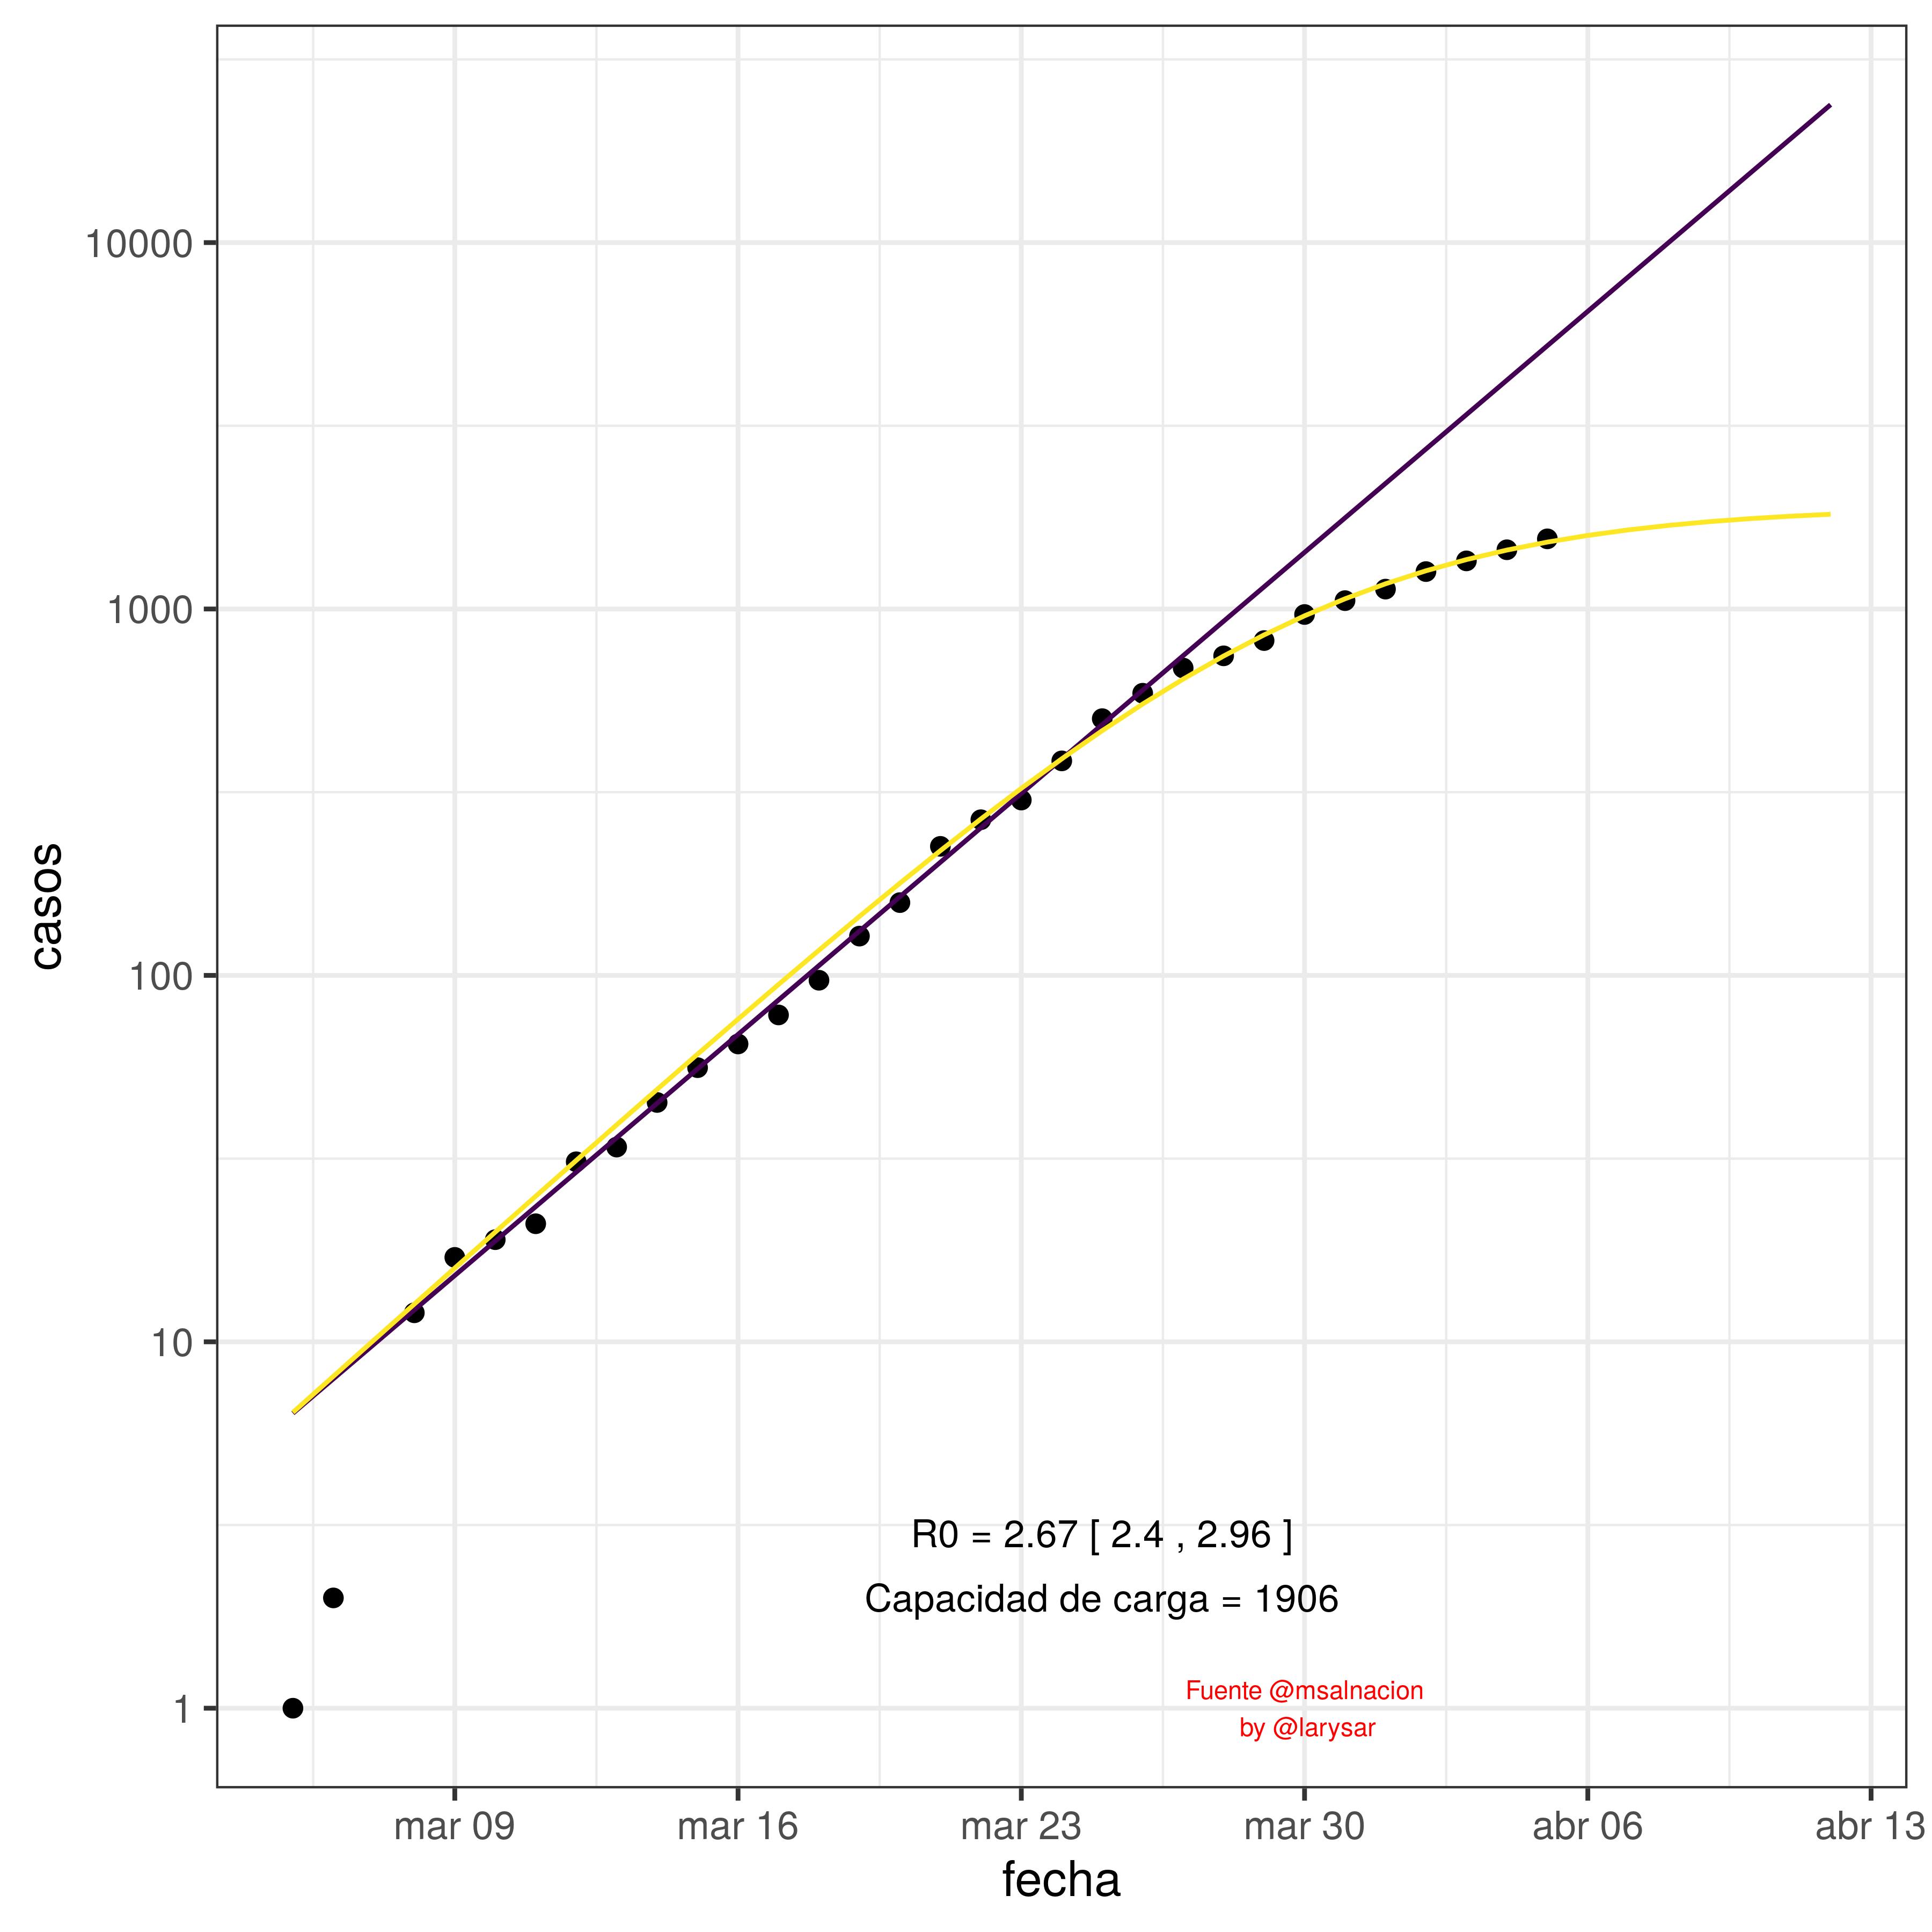 10000
1000
100
10
1
casos
R0 = 2.67 [ 2.4 , 2.96 ]
Capacidad de carga = 1906
Fuente @msalnacion
by @larysar
mar 09 mar 16 mar 23 mar 30 abr 06 abr 13
fecha